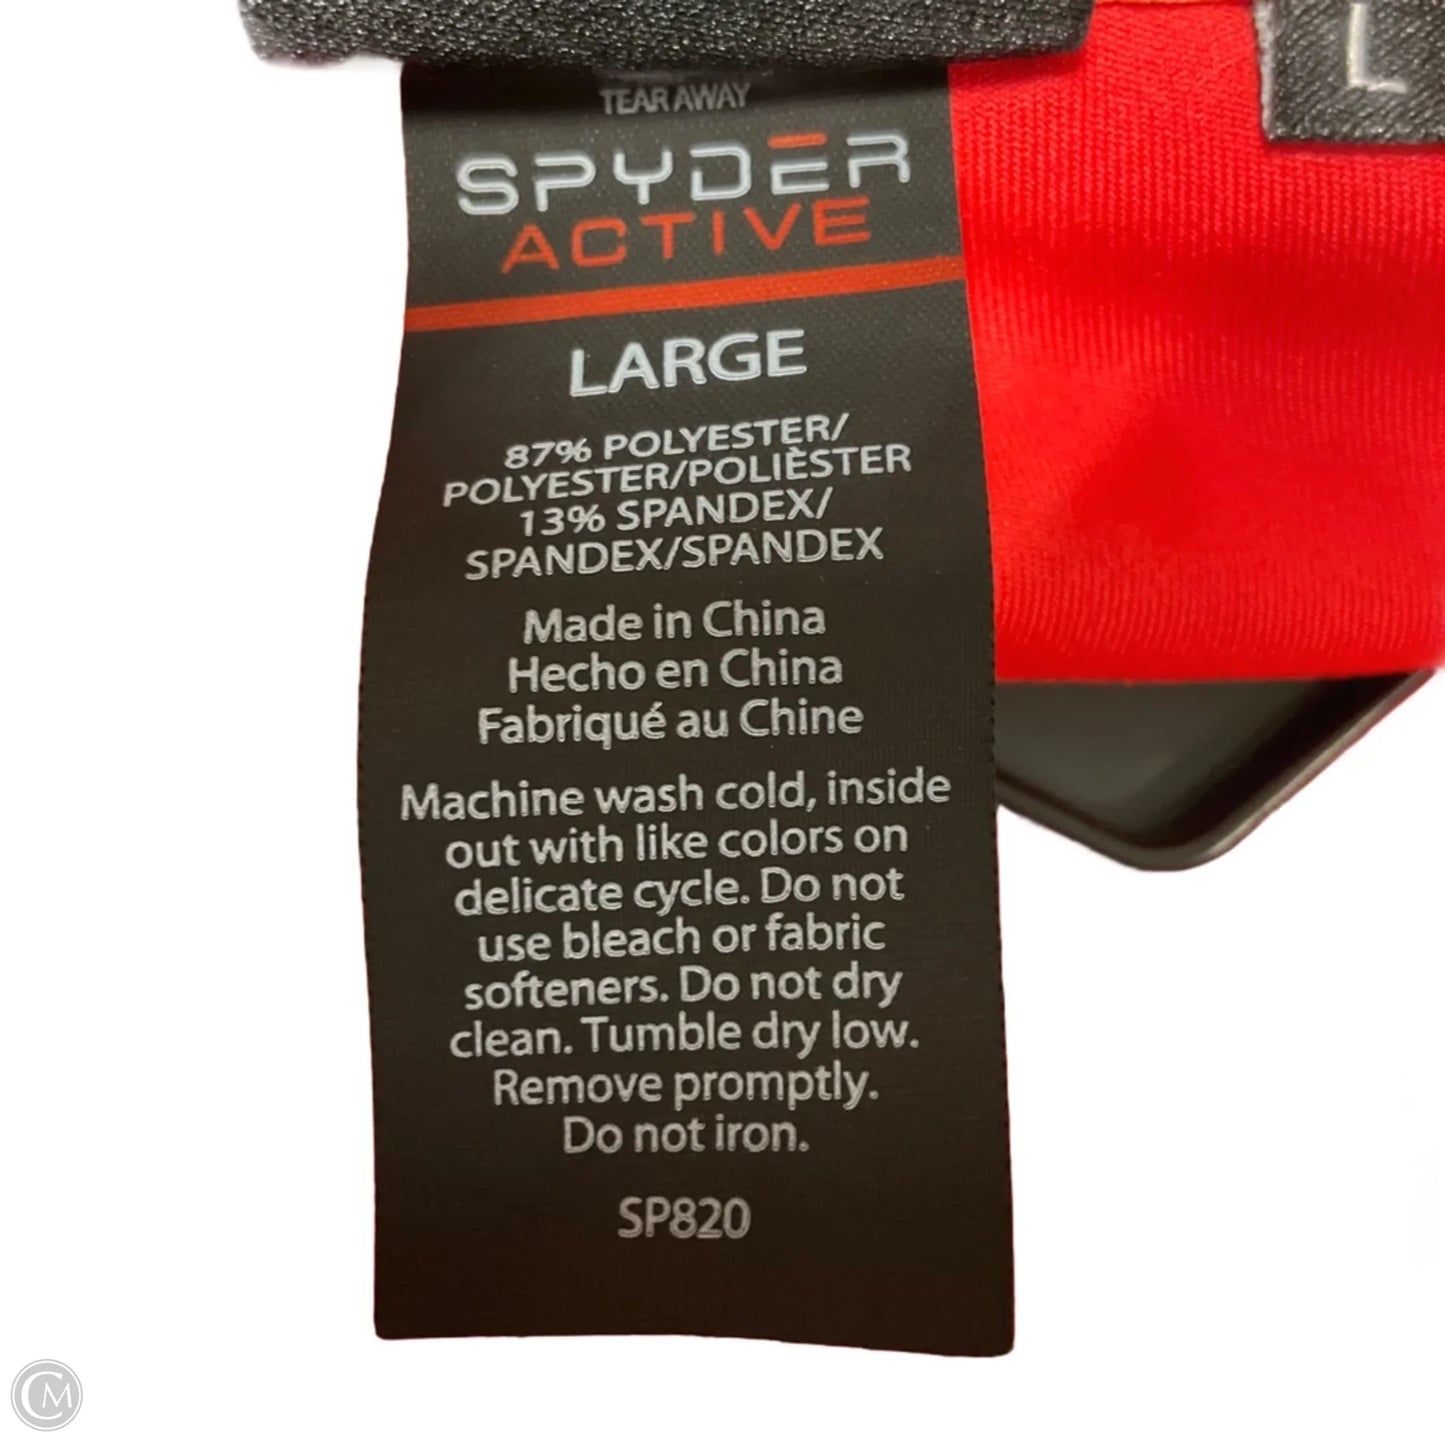 TEAR AWAY
L
SPYDER
ACTIVE
LARGE
87% POLYESTER/
POLYESTER/POLIÈSTER
13% SPANDEX/
SPANDEX/SPANDEX
Made in China
Hecho en China
Fabriqué au Chine
Machine wash cold, inside
out with like colors on
delicate cycle. Do not
use bleach or fabric
softeners. Do not dry
clean. Tumble dry low.
Remove promptly.
Do not iron.
SP820
CM